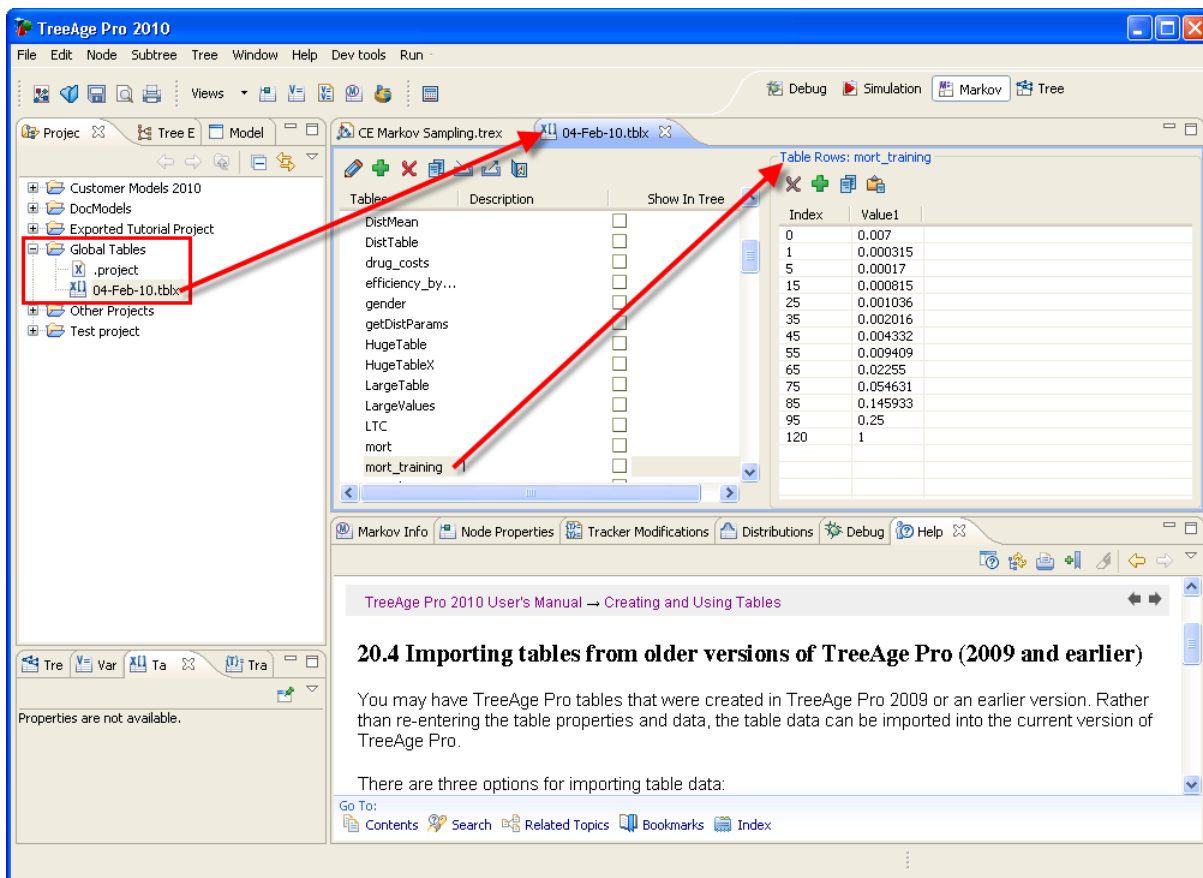 TreeAge Pro 2010
File Edit Node Subtree Tree Window Help Dev tools Run
Views
Debug Simulation Markov Tree
Projec Tree E Model
Customer Models 2010
DocModels
Exported Tutorial Project
Global Tables
.project
04-Feb-10.tblx
Other Projects
Test project
CE Markov Sampling.trex 04-Feb-10.tblx
Tables Description Show In Tree
DistMean
DistTable
drug_costs
efficiency_by...
gender
getDistParams
HugeTable
HugeTableX
LargeTable
LargeValues
LTC
mort
mort_training
Table Rows: mort_training
Index Value1
0 0.007
1 0.000315
5 0.00017
15 0.000815
25 0.001036
35 0.002016
45 0.004332
55 0.009409
65 0.02255
75 0.054631
85 0.145933
95 0.25
120 1
Tre Var Ta Tra
Properties are not available.
Markov Info Node Properties Tracker Modifications Distributions Debug Help
TreeAge Pro 2010 User's Manual → Creating and Using Tables
20.4 Importing tables from older versions of TreeAge Pro (2009 and earlier)
You may have TreeAge Pro tables that were created in TreeAge Pro 2009 or an earlier version. Rather
than re-entering the table properties and data, the table data can be imported into the current version of
TreeAge Pro.
There are three options for importing table data:
Go To:
Contents Search Related Topics Bookmarks Index